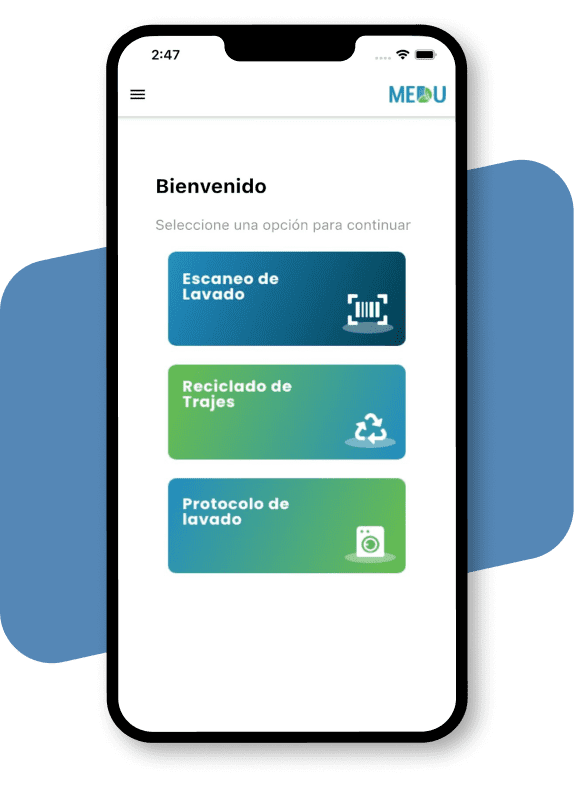 2:47
MEDU
Bienvenido
Seleccione una opción para continuar
Escaneo de
Lavado
Reciclado de
Trajes
Protocolo de
lavado